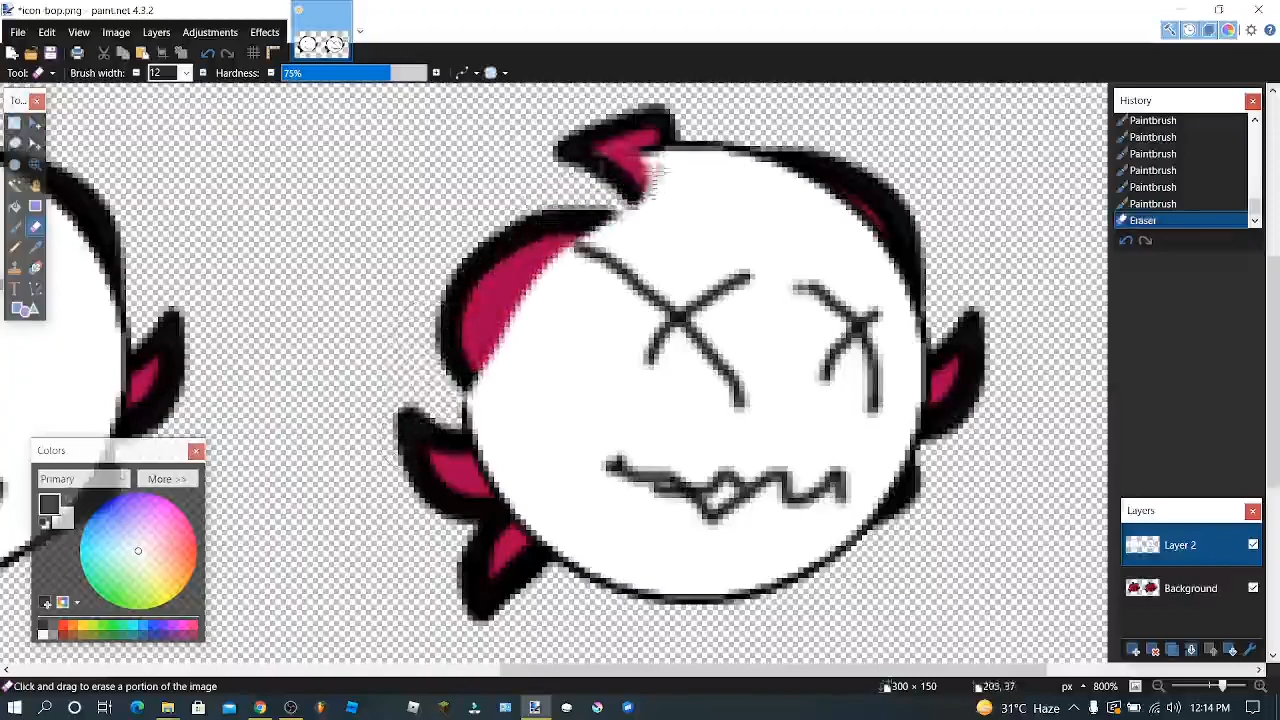 *icon-bop.png - paint.net 4.3.2
File Edit View Image Layers Adjustments Effects
Brush width: 12 Hardness: 75%
To...
History
Paintbrush
Paintbrush
Paintbrush
Paintbrush
Paintbrush
Paintbrush
Eraser
Colors
Primary More >>
Layers
Layer 2
Background
Click and drag to erase a portion of the image 300 × 150 203, 37 px 800%
31°C Haze 12:14 PM